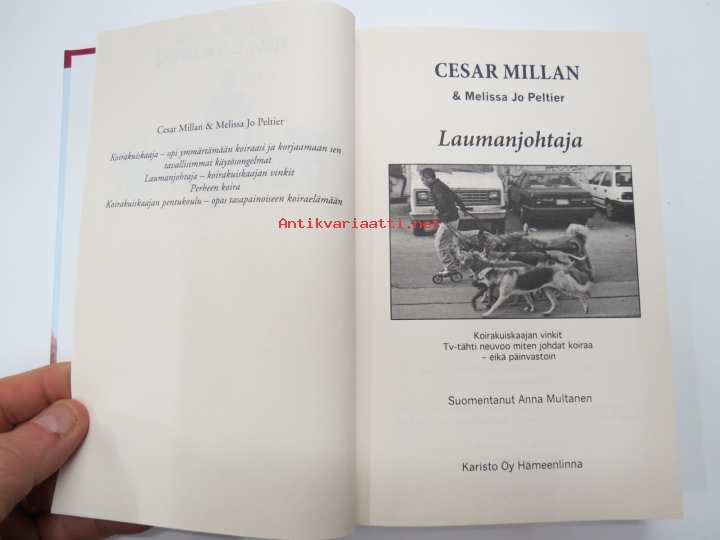 Cesar Millan & Melissa Jo Peltier
Koirakuiskaaja – opi ymmärtämään koiraasi ja korjaamaan sen
tavallisimmat käytösongelmat
Laumanjohtaja – koirakuiskaajan vinkit
Perheen koira
Koirakuiskaajan pentukoulu – opas tasapainoiseen koiraelämään
Antikvariaatti.net
CESAR MILLAN
& Melissa Jo Peltier
Laumanjohtaja
Koirakuiskaajan vinkit
Tv-tähti neuvoo miten johdat koiraa
– eikä päinvastoin
Suomentanut Anna Multanen
Karisto Oy Hämeenlinna